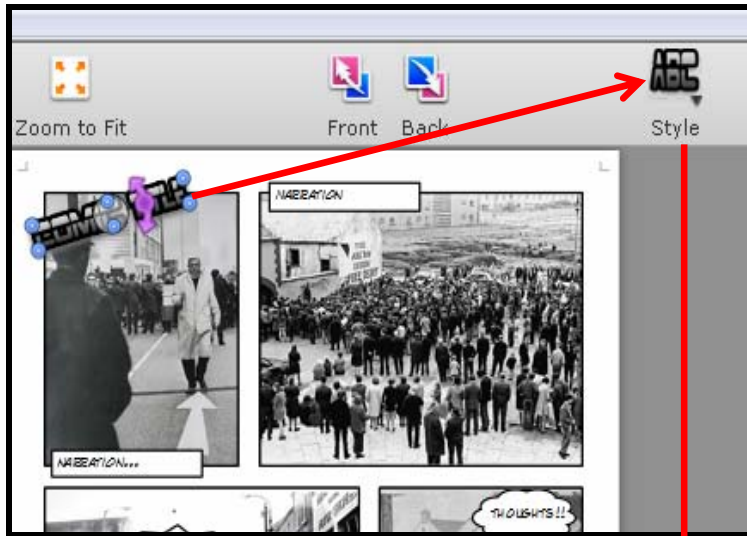 Zoom to Fit
Front
Back
Style
NARRATION
NARRATION...
THOUGHTS!!